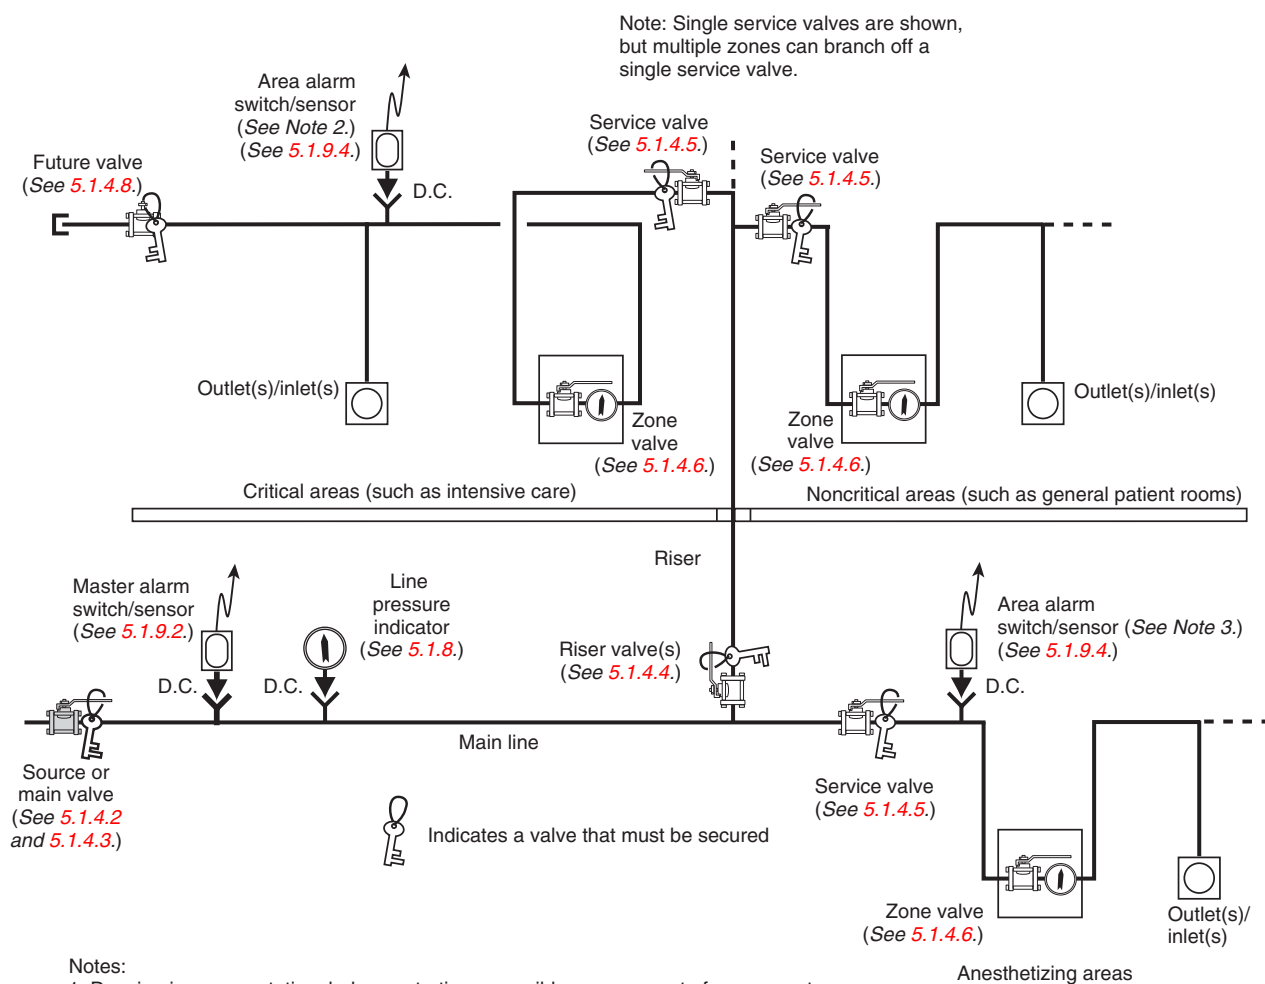 Note: Single service valves are shown,
but multiple zones can branch off a
single service valve.
Area alarm
switch/sensor
(See Note 2.)
(See 5.1.9.4.)
D.C.
Future valve
(See 5.1.4.8.)
Service valve
(See 5.1.4.5.)
Service valve
(See 5.1.4.5.)
Outlet(s)/inlet(s)
Zone
valve
(See 5.1.4.6.)
Zone
valve
(See 5.1.4.6.)
Outlet(s)/inlet(s)
Critical areas (such as intensive care)
Noncritical areas (such as general patient rooms)
Riser
Master alarm
switch/sensor
(See 5.1.9.2.)
D.C.
Line
pressure
indicator
(See 5.1.8.)
D.C.
Riser valve(s)
(See 5.1.4.4.)
Area alarm
switch/sensor (See Note 3.)
(See 5.1.9.4.)
D.C.
Main line
Source or
main valve
(See 5.1.4.2
and 5.1.4.3.)
Indicates a valve that must be secured
Service valve
(See 5.1.4.5.)
Zone valve
(See 5.1.4.6.)
Outlet(s)/
inlet(s)
Anesthetizing areas
Notes: